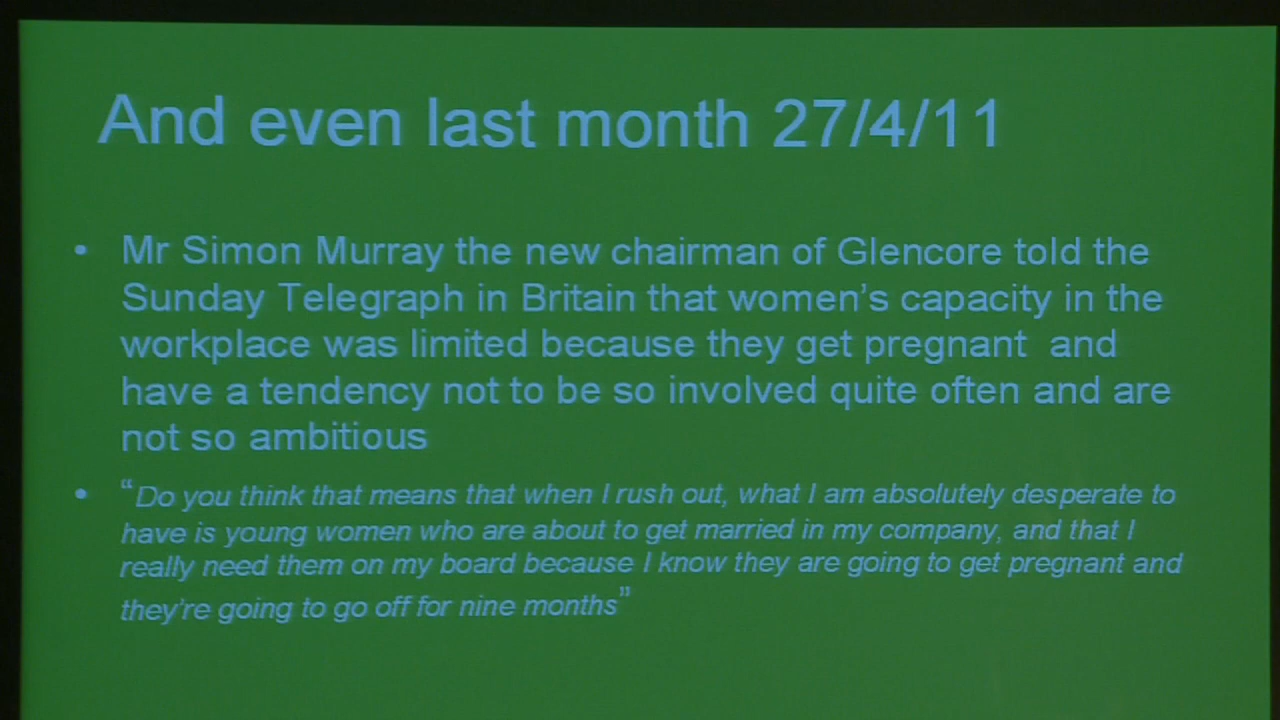 And even last month 27/4/11
• Mr Simon Murray the new chairman of Glencore told the
Sunday Telegraph in Britain that women's capacity in the
workplace was limited because they get pregnant  and
have a tendency not to be so involved quite often and are
not so ambitious
• “Do you think that means that when I rush out, what I am absolutely desperate to
have is young women who are about to get married in my company, and that I
really need them on my board because I know they are going to get pregnant and
they're going to go off for nine months”